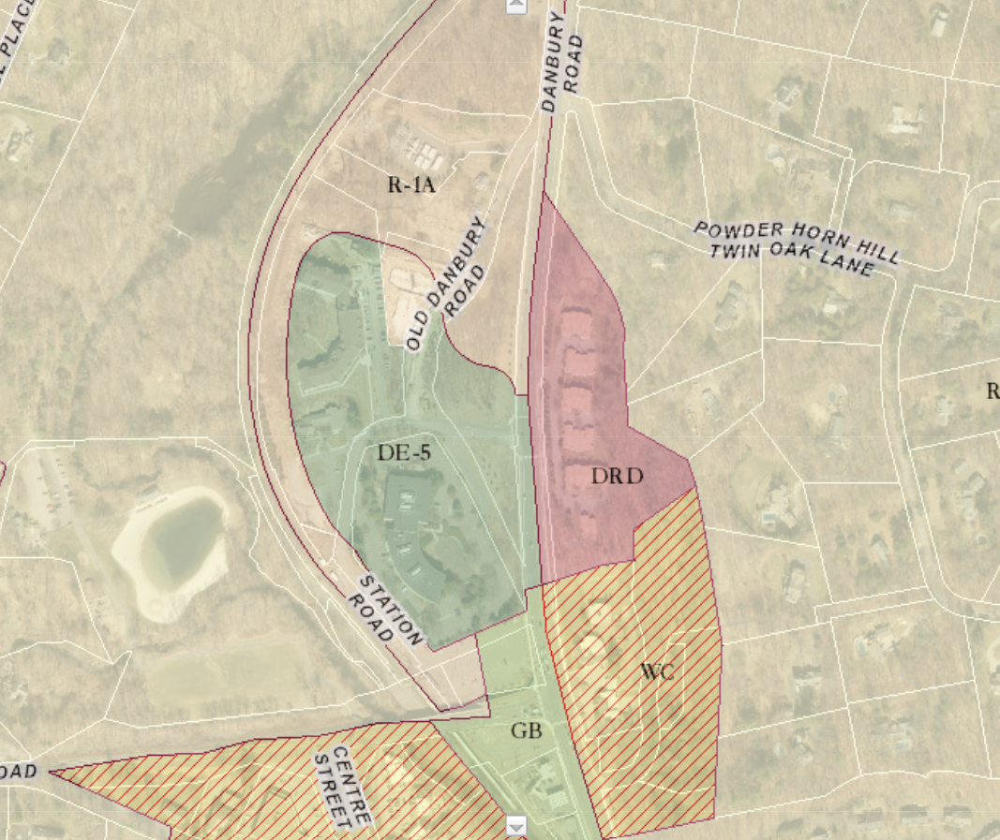 PLACE
DANBURY
ROAD
R-1A
POWDER HORN HILL
TWIN OAK LANE
OLD DANBURY
ROAD
R
DE-5
DRD
STATION
ROAD
WC
GB
OAD
CENTRE
STREET